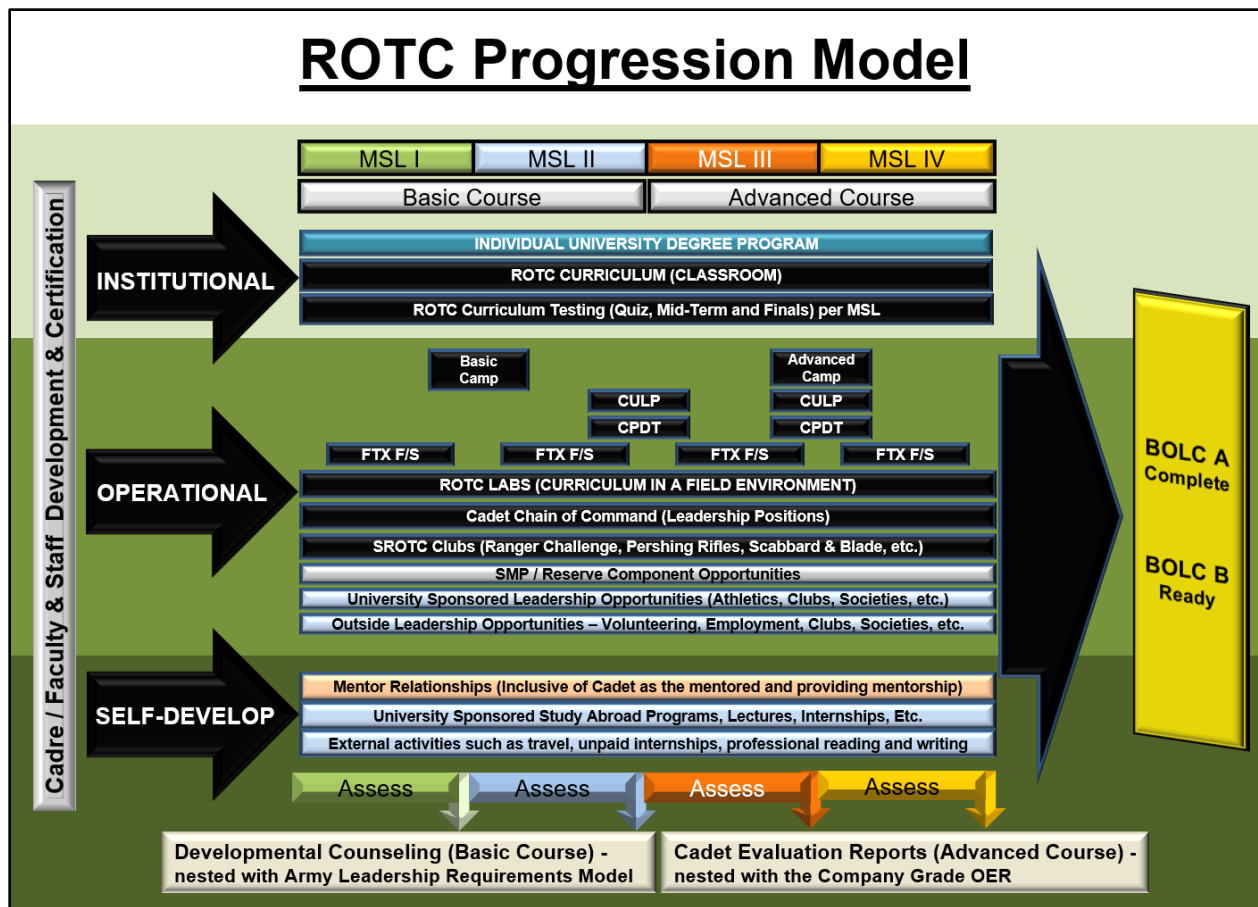 ROTC Progression Model
MSL I
MSL II
MSL III
MSL IV
Basic Course
Advanced Course
Cadre / Faculty & Staff Development & Certification
INSTITUTIONAL
INDIVIDUAL UNIVERSITY DEGREE PROGRAM
ROTC CURRICULUM (CLASSROOM)
ROTC Curriculum Testing (Quiz, Mid-Term and Finals) per MSL
OPERATIONAL
Basic
Camp
Advanced
Camp
CULP
CULP
CPDT
CPDT
FTX F/S
FTX F/S
FTX F/S
FTX F/S
ROTC LABS (CURRICULUM IN A FIELD ENVIRONMENT)
Cadet Chain of Command (Leadership Positions)
SROTC Clubs (Ranger Challenge, Pershing Rifles, Scabbard & Blade, etc.)
SMP / Reserve Component Opportunities
University Sponsored Leadership Opportunities (Athletics, Clubs, Societies, etc.)
Outside Leadership Opportunities – Volunteering, Employment, Clubs, Societies, etc.
SELF-DEVELOP
Mentor Relationships (Inclusive of Cadet as the mentored and providing mentorship)
University Sponsored Study Abroad Programs, Lectures, Internships, Etc.
External activities such as travel, unpaid internships, professional reading and writing
BOLC A
Complete
BOLC B
Ready
Assess
Assess
Assess
Assess
Developmental Counseling (Basic Course) -
nested with Army Leadership Requirements Model
Cadet Evaluation Reports (Advanced Course) -
nested with the Company Grade OER